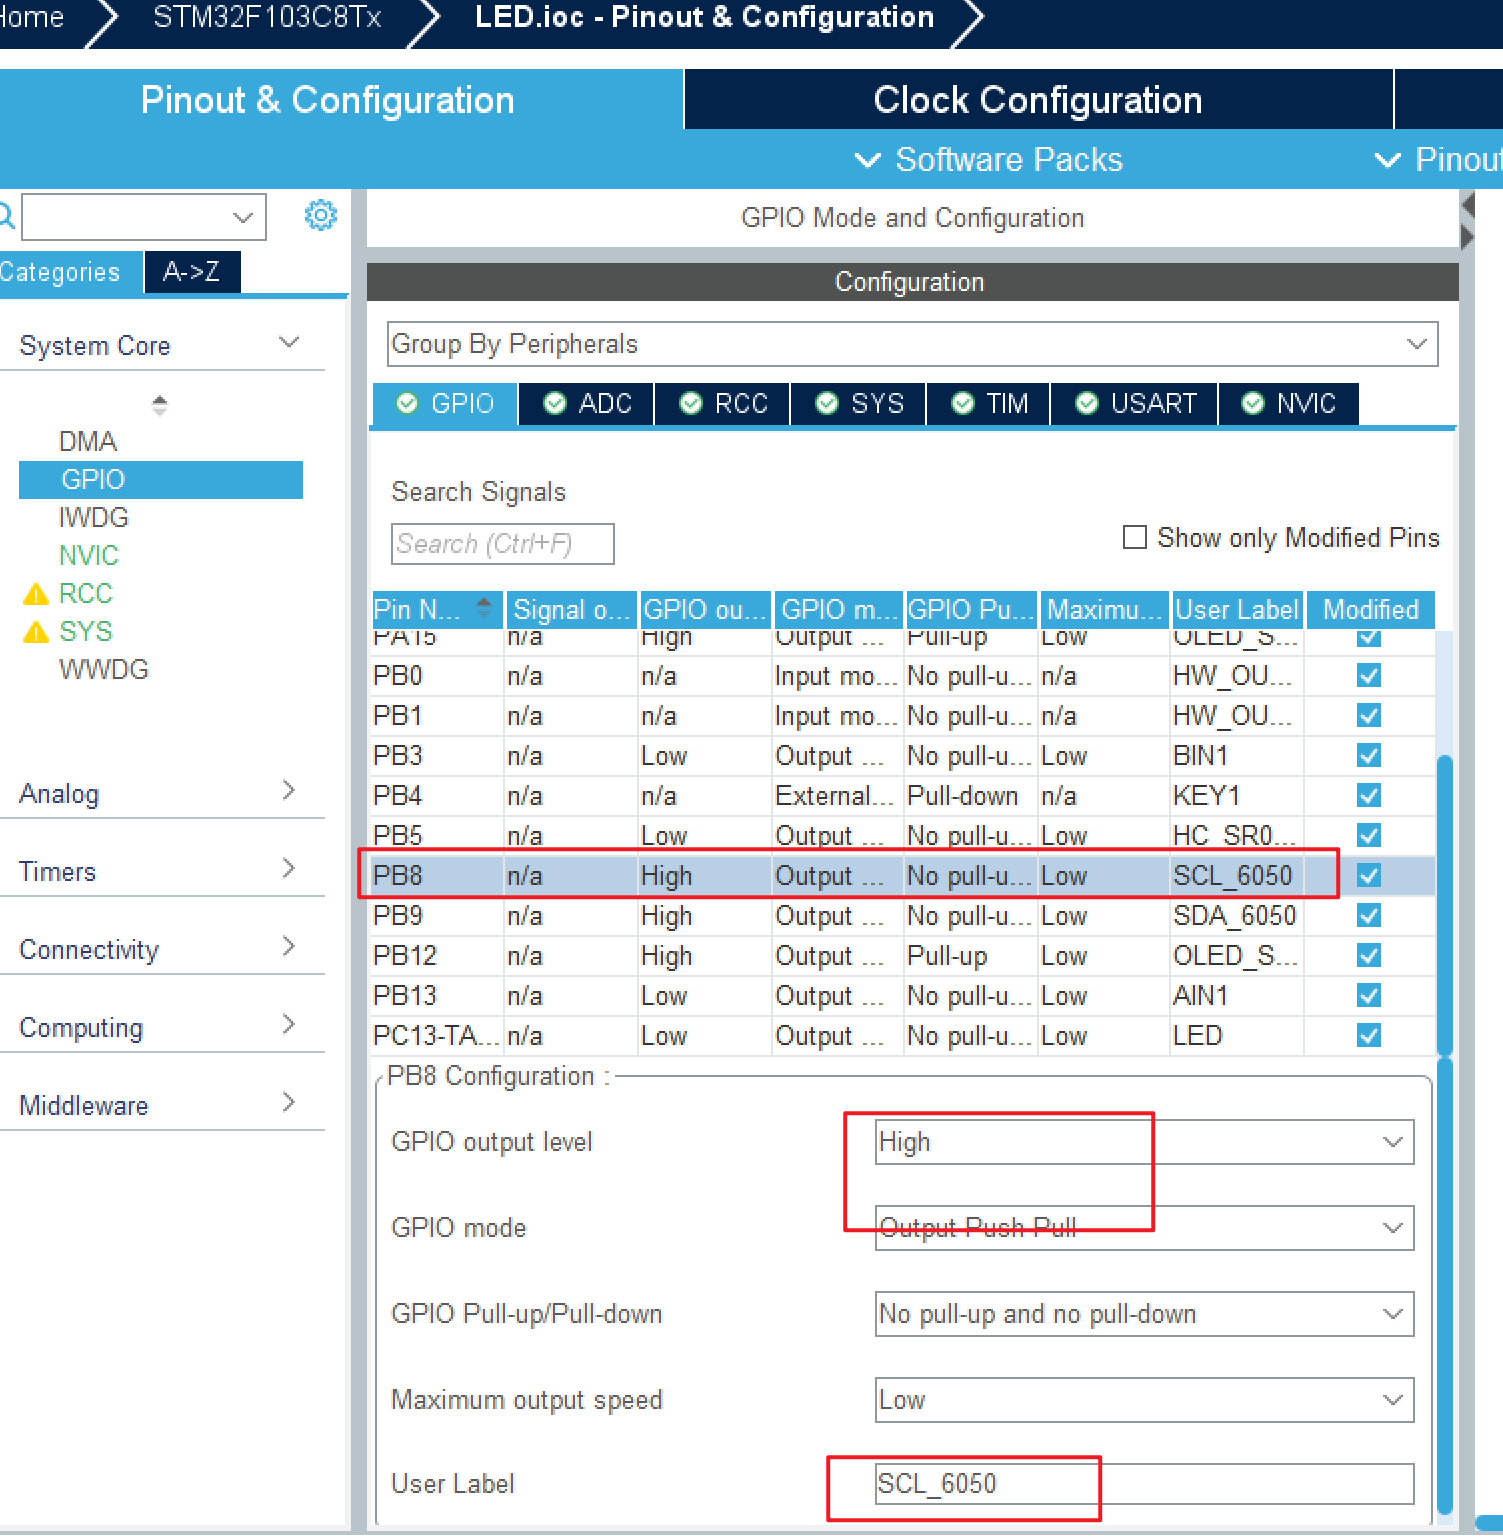 Home STM32F103C8Tx LED.ioc - Pinout & Configuration
Pinout & Configuration Clock Configuration
Software Packs Pinout
GPIO Mode and Configuration
Categories A->Z
Configuration
System Core
Group By Peripherals
GPIO ADC RCC SYS TIM USART NVIC
DMA
GPIO
IWDG
NVIC
RCC
SYS
WWDG
Analog
Timers
Connectivity
Computing
Middleware
Search Signals
Search (Ctrl+F)
Show only Modified Pins
Pin N... Signal o... GPIO ou... GPIO m... GPIO Pu... Maximu... User Label Modified
PA15 n/a High Output ... Pull-up Low OLED_S...
PB0 n/a n/a Input mo... No pull-u... n/a HW_OU...
PB1 n/a n/a Input mo... No pull-u... n/a HW_OU...
PB3 n/a Low Output ... No pull-u... Low BIN1
PB4 n/a n/a External... Pull-down n/a KEY1
PB5 n/a Low Output ... No pull-u... Low HC_SR0...
PB8 n/a High Output ... No pull-u... Low SCL_6050
PB9 n/a High Output ... No pull-u... Low SDA_6050
PB12 n/a High Output ... Pull-up Low OLED_S...
PB13 n/a Low Output ... No pull-u... Low AIN1
PC13-TA... n/a Low Output ... No pull-u... Low LED
PB8 Configuration :
GPIO output level High
GPIO mode Output Push Pull
GPIO Pull-up/Pull-down No pull-up and no pull-down
Maximum output speed Low
User Label SCL_6050